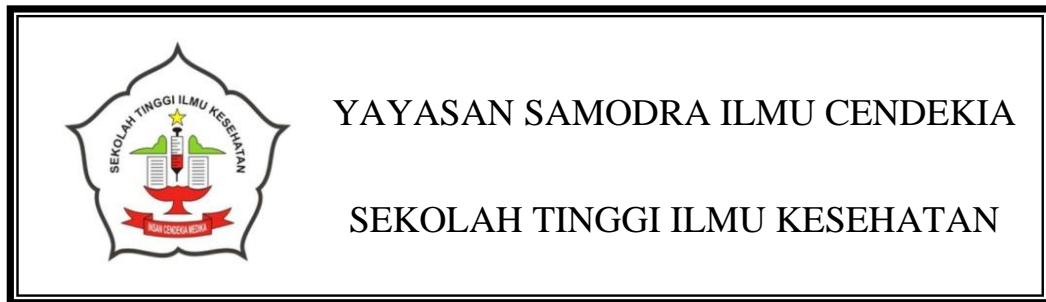 SEKOLAH TINGGI ILMU KESEHATAN
INSAN CENDEKIA MEDIKA
YAYASAN SAMODRA ILMU CENDEKIA
SEKOLAH TINGGI ILMU KESEHATAN